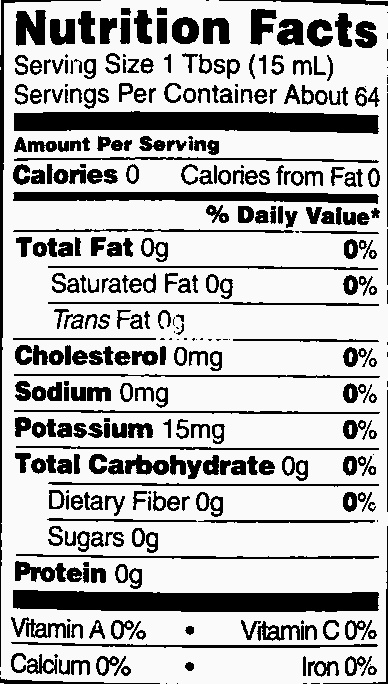 Nutrition Facts
Serving Size 1 Tbsp (15 mL)
Servings Per Container About 64
Amount Per Serving
Calories 0 Calories from Fat 0
% Daily Value*
Total Fat 0g 0%
Saturated Fat 0g 0%
Trans Fat 0g
Cholesterol 0mg 0%
Sodium 0mg 0%
Potassium 15mg 0%
Total Carbohydrate 0g 0%
Dietary Fiber 0g 0%
Sugars 0g
Protein 0g
Vitamin A 0% • Vitamin C 0%
Calcium 0% • Iron 0%